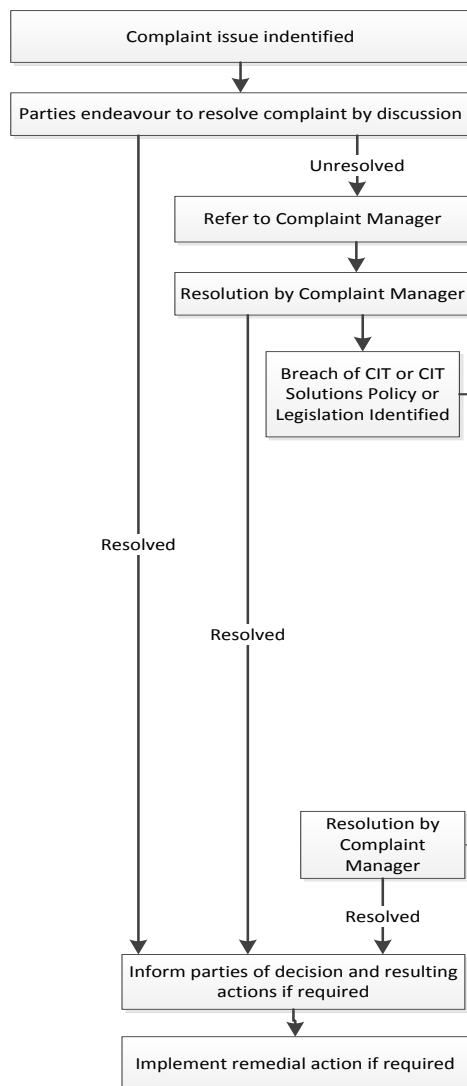 Complaint issue indentified
Parties endeavour to resolve complaint by discussion
Unresolved
Refer to Complaint Manager
Resolution by Complaint Manager
Breach of CIT or CIT
Solutions Policy or
Legislation Identified
Resolved
Resolved
Resolution by
Complaint
Manager
Resolved
Inform parties of decision and resulting
actions if required
Implement remedial action if required